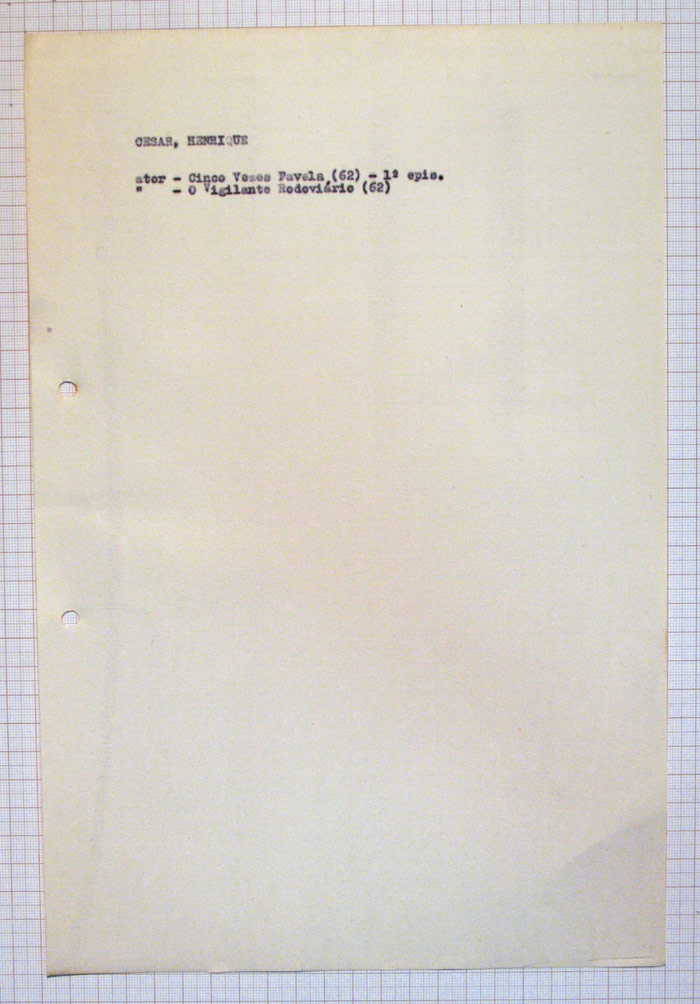 CESAR, HENRIQUE
ator - Cinco Vezes Favela (62) - 1º epis.
" - O Vigilante Rodoviário (62)